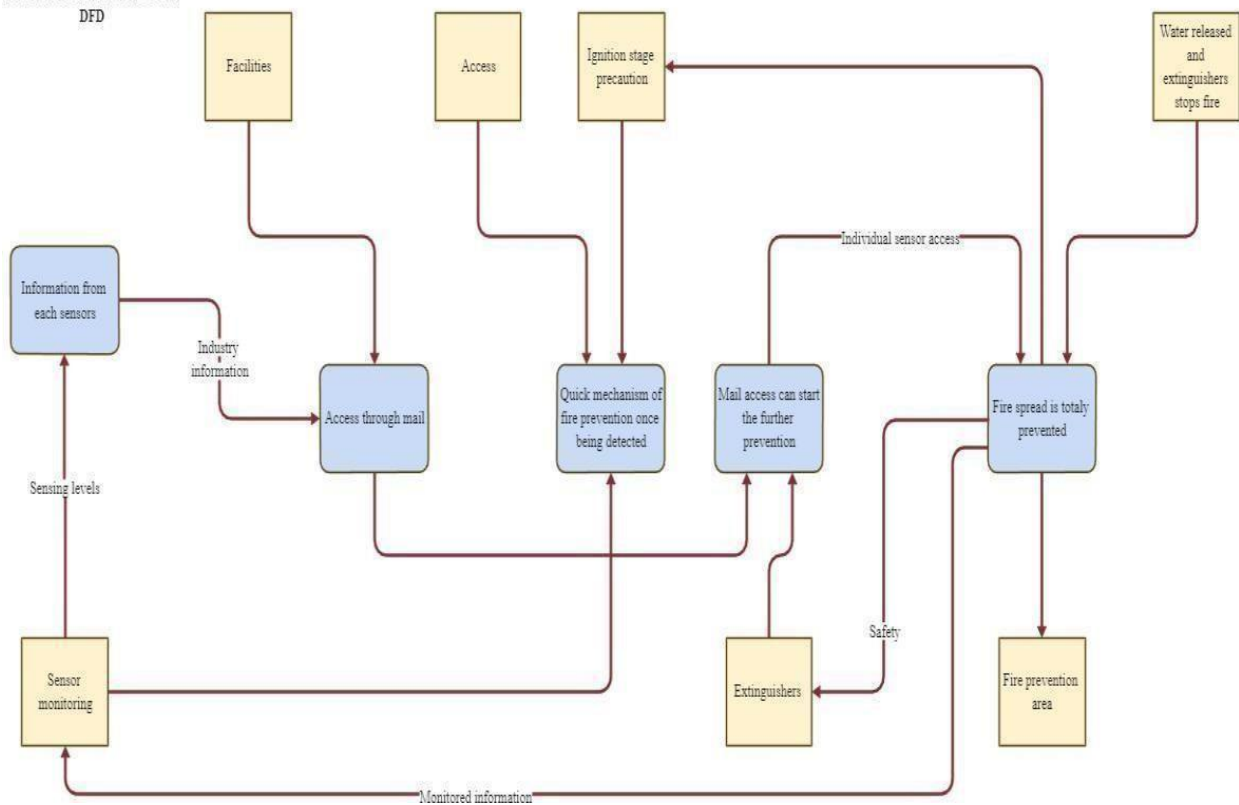 DFD
Facilities
Access
Ignition stage
precaution
Water released
and
extinguishers
stops fire
Individual sensor access
Information from
each sensors
Industry
information
Access through mail
Quick mechanism of
fire prevention once
being detected
Mail access can start
the further
prevention
Fire spread is totaly
prevented
Sensing levels
Safety
Sensor
monitoring
Extinguishers
Fire prevention
area
Monitored information